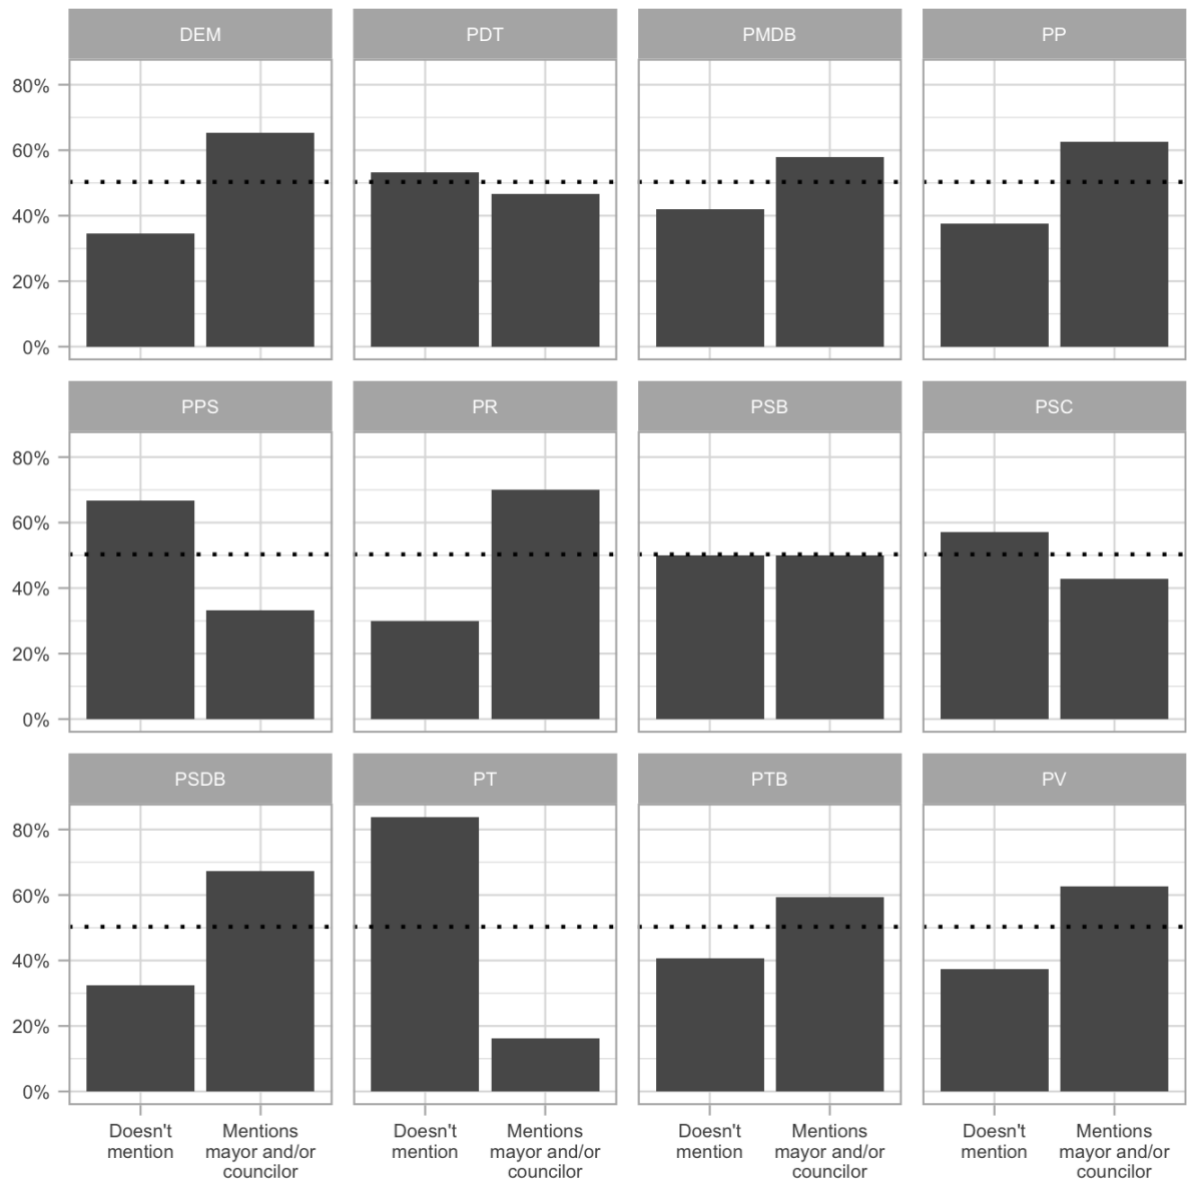 DEM PDT PMDB PP
80%
60%
40%
20%
0%
PPS PR PSB PSC
80%
60%
40%
20%
0%
PSDB PT PTB PV
80%
60%
40%
20%
0%
Doesn't Mentions Doesn't Mentions Doesn't Mentions Doesn't Mentions
mention mayor and/or mention mayor and/or mention mayor and/or mention mayor and/or
councilor councilor councilor councilor